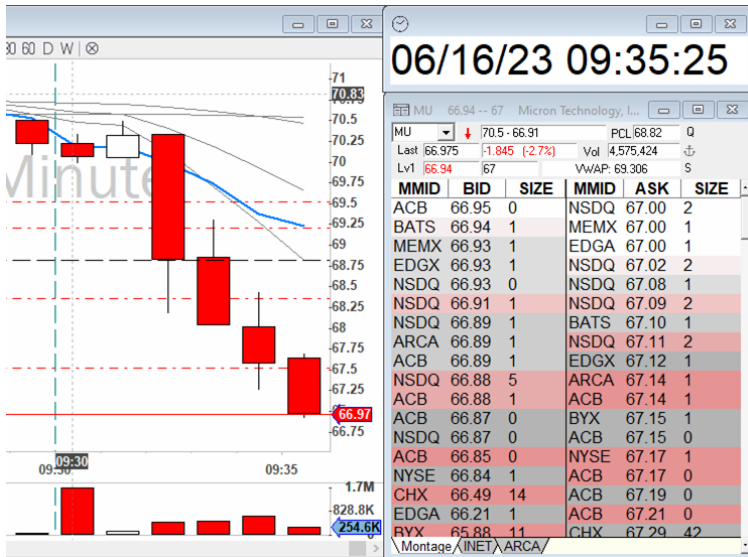 30 60 D W
06/16/23 09:35:25
MU 66.94 -- 67 Micron Technology, I...
MU 70.5 - 66.91 PCL 68.82 Q
Last 66.975 -1.845 (-2.7%) Vol 4,575,424
Lv1 66.94 67 VWAP: 69.306 S
MMID BID SIZE MMID ASK SIZE
ACB 66.95 0 NSDQ 67.00 2
BATS 66.94 1 MEMX 67.00 1
MEMX 66.93 1 EDGA 67.00 1
EDGX 66.93 1 NSDQ 67.02 2
NSDQ 66.93 0 NSDQ 67.08 1
NSDQ 66.91 1 NSDQ 67.09 2
NSDQ 66.89 1 BATS 67.10 1
ARCA 66.89 1 NSDQ 67.11 2
ACB 66.89 1 EDGX 67.12 1
NSDQ 66.88 5 ARCA 67.14 1
ACB 66.88 1 ACB 67.14 1
ACB 66.87 0 BYX 67.15 1
NSDQ 66.87 0 ACB 67.15 0
ACB 66.85 0 NYSE 67.17 1
NYSE 66.84 1 ACB 67.17 0
CHX 66.49 14 ACB 67.19 0
EDGA 66.21 1 ACB 67.21 0
BYX 65.88 11 CHX 67.29 42
Montage INET ARCA
Minute
71
70.83
70.5
70.25
70
69.75
69.5
69.25
69
68.75
68.5
68.25
68
67.75
67.5
67.25
66.97
66.75
09:30
09:35
1.7M
828.8K
254.6K
0